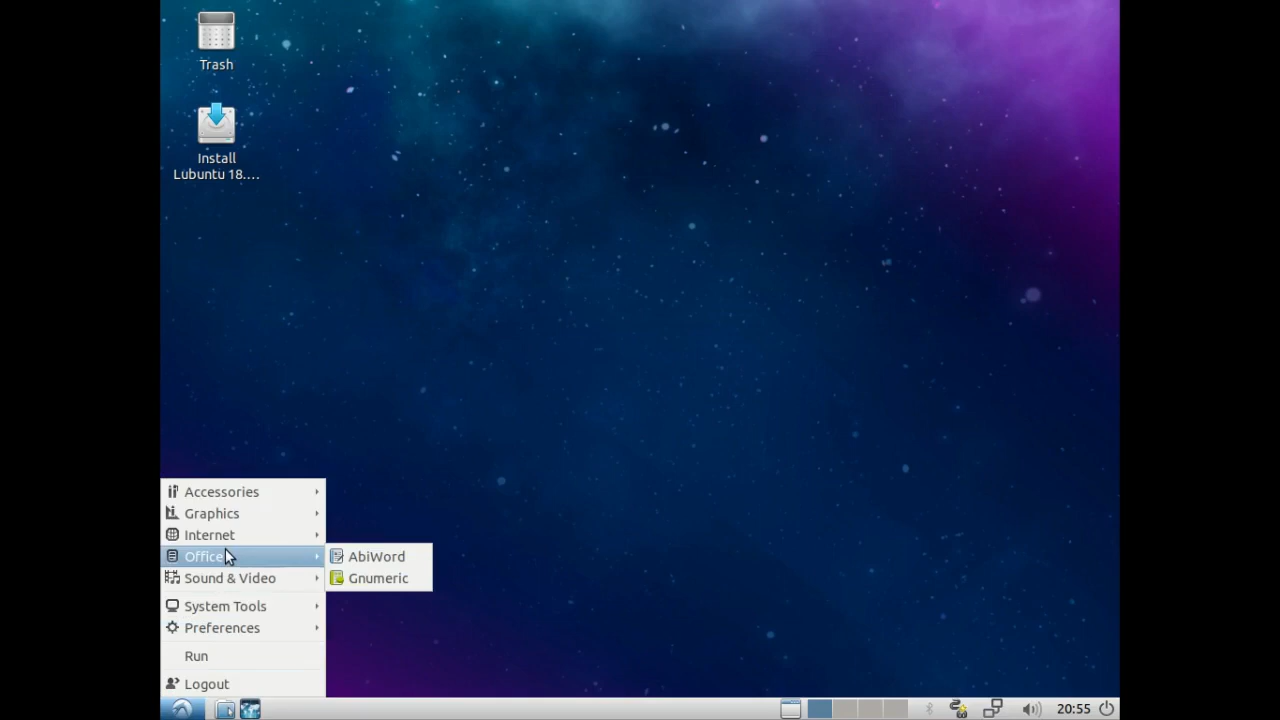 Trash
Install
Lubuntu 18....
Accessories
Graphics
Internet
Office
AbiWord
Sound & Video
Gnumeric
System Tools
Preferences
Run
Logout
20:55